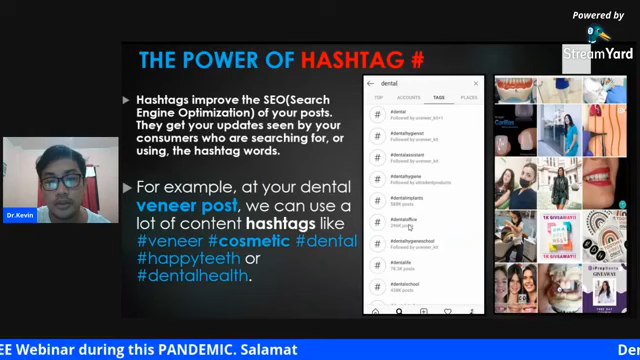 Powered by
StreamYard
THE POWER OF HASHTAG #
Hashtags improve the SEO(Search
Engine Optimization) of your posts.
They get your updates seen by your
consumers who are searching for, or
using, the hashtag words.
For example, at your dental
veneer post, we can use a
lot of content hashtags like
#veneer #cosmetic #dental
#happyteeth or
#dentalhealth.
dental
TOP ACCOUNTS TAGS PLACES
#dental
#dentalhygienist
#dentalassistant
#dentalhygiene
#dentalimplants
#dentaloffice
#dentalhygieneschool
#dentallife
#dentalschool
1K GIVEAWAY!
GIVEAWAY
Dr.Kevin
EE Webinar during this PANDEMIC. Salamat
Der